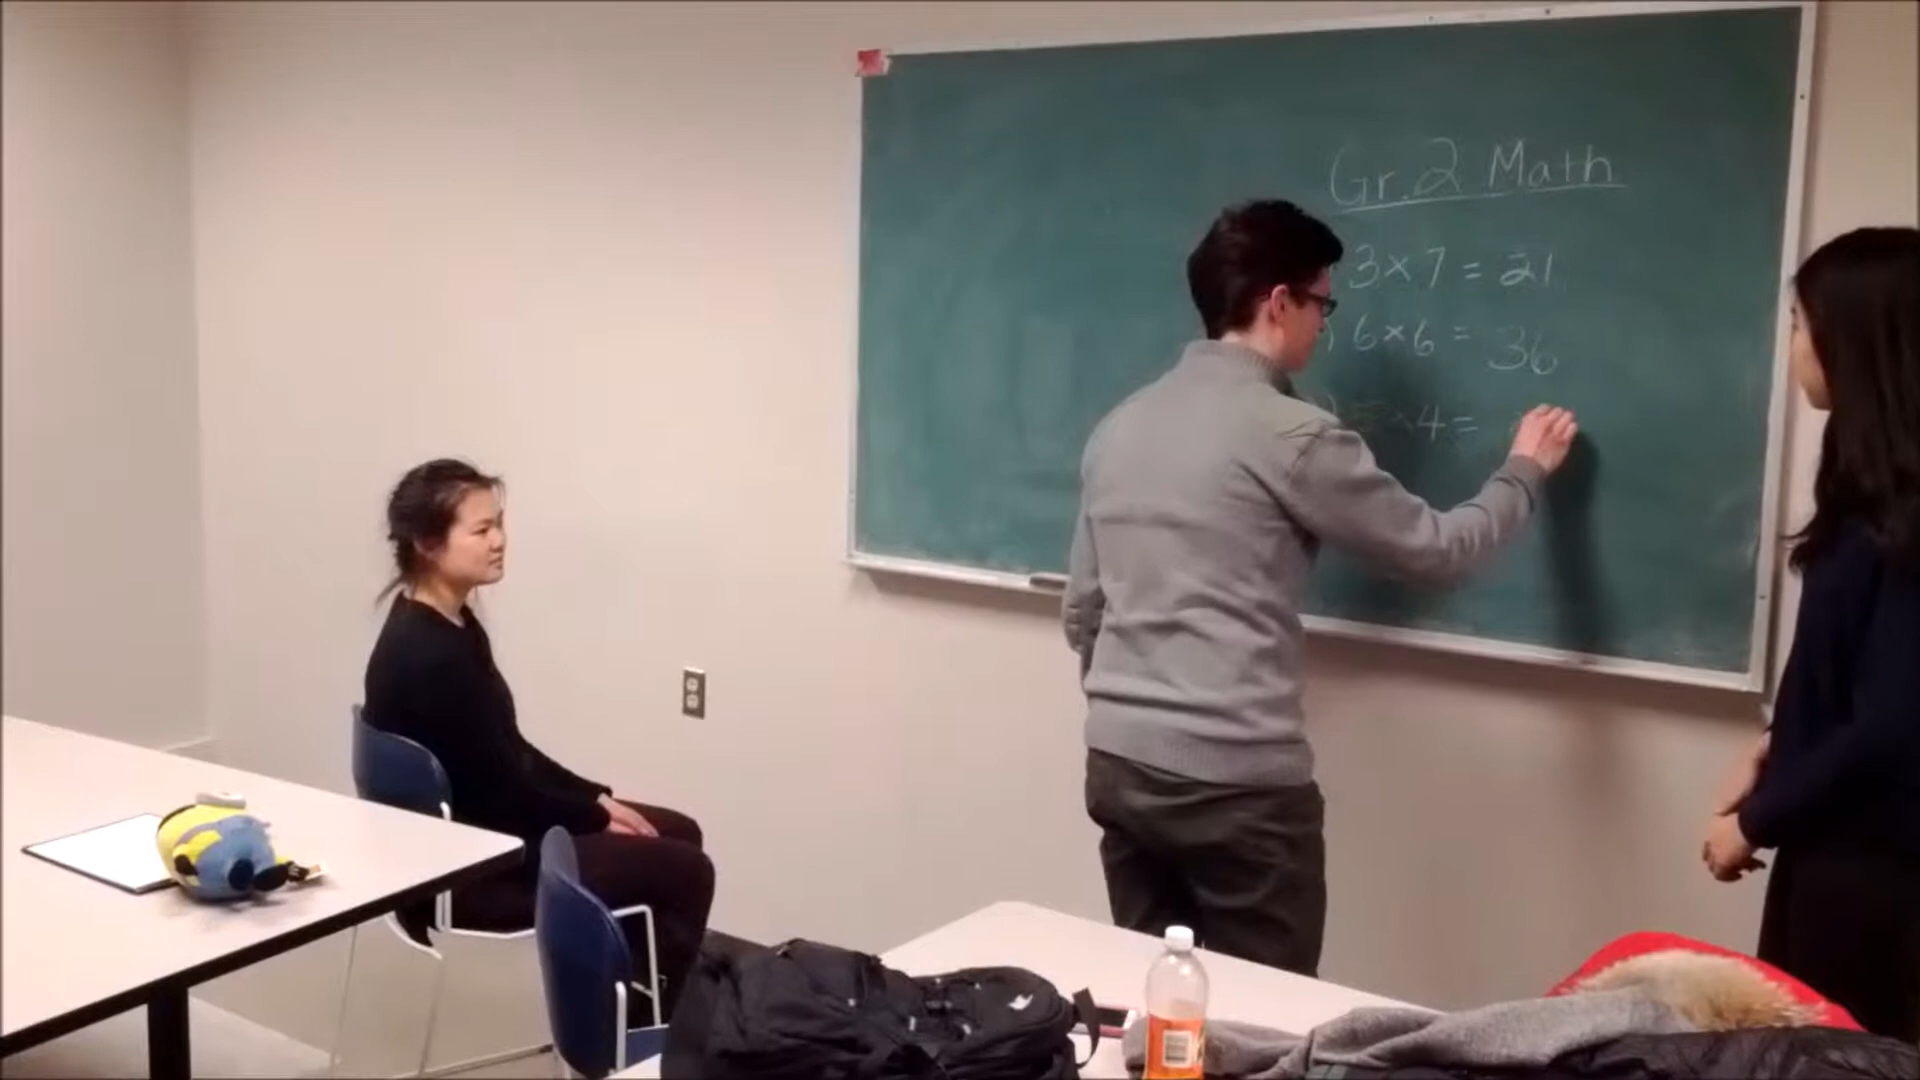 Gr. 2 Math
3×7 = 21
) 6×6 = 36
) ×4 =